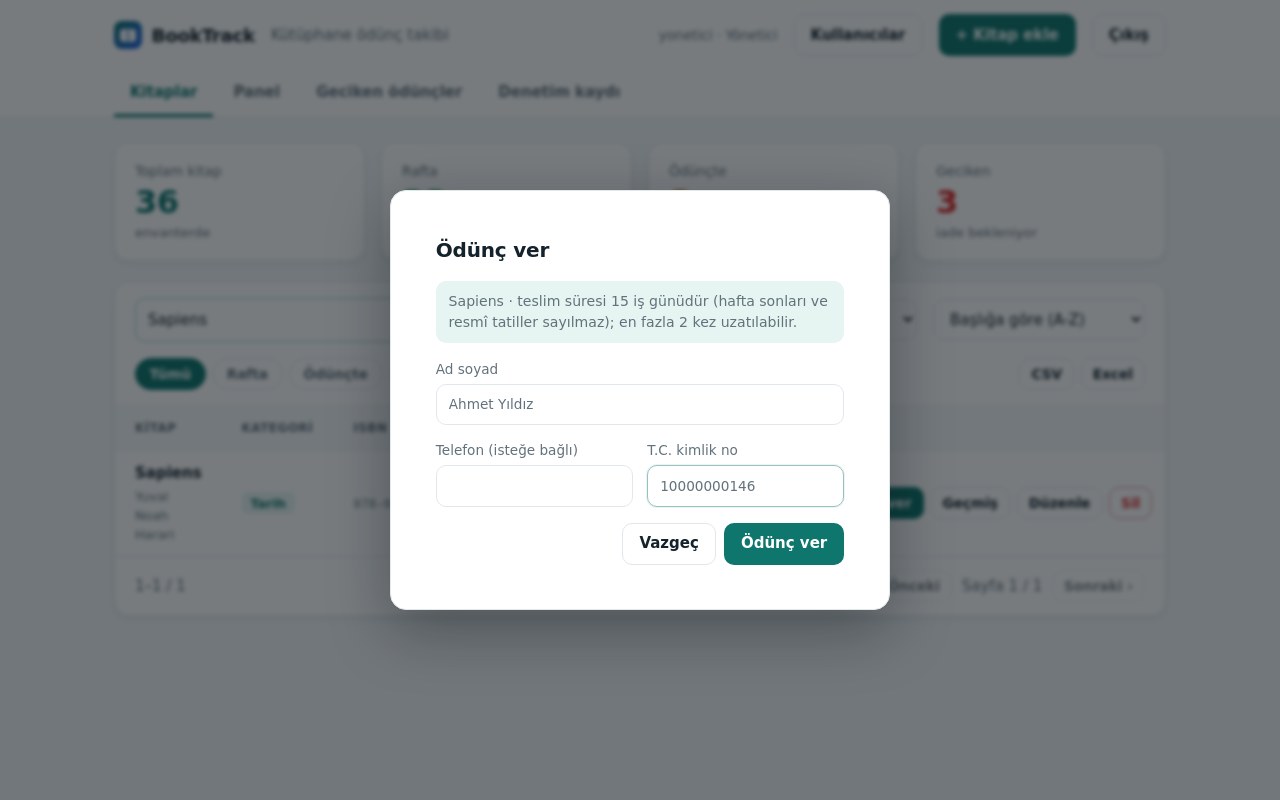 BookTrack Kütüphane ödünç takibi yonetici · Yönetici Kullanıcılar + Kitap ekle Çıkış
Kitaplar Panel Geciken ödünçler Denetim kaydı
Toplam kitap Rafta Ödünçte Geciken
36 3
envanterde iade bekleniyor
Ödünç ver
Sapiens · teslim süresi 15 iş günüdür (hafta sonları ve
resmî tatiller sayılmaz); en fazla 2 kez uzatılabilir.
Ad soyad
Ahmet Yıldız
Telefon (isteğe bağlı) T.C. kimlik no
10000000146
Vazgeç Ödünç ver
Sapiens Başlığa göre (A-Z)
Tümü Rafta Ödünçte CSV Excel
KİTAP KATEGORİ ISBN
Sapiens
Yuval
Noah
Harari
Tarih Geçmiş Düzenle Sil
1–1 / 1 Sayfa 1 / 1 Sonraki ›